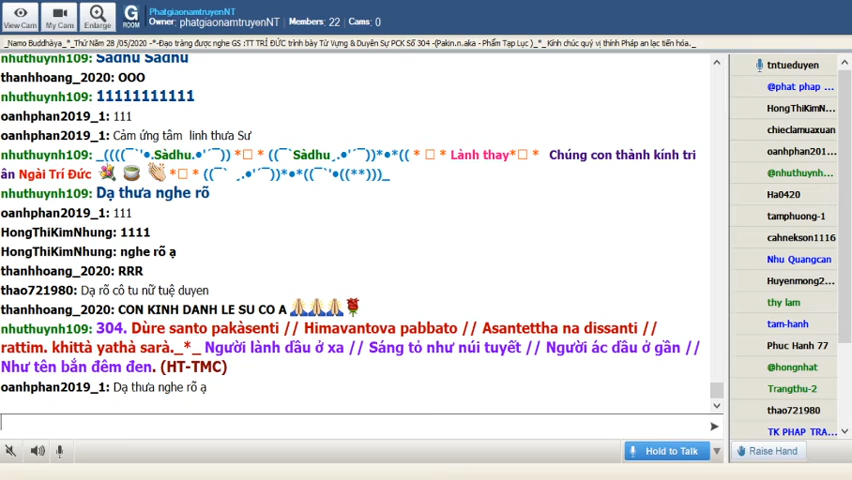 View Cam
My Cam
Enlarge
G
ROOM
PhatgiaonamtruyenNT
Owner: phatgiaonamtruyenNT Members: 22 Cams: 0
_Namo Buddhàya_*_Thứ Năm 28 /05/2020 -*-Đạo tràng được nghe GS :TT TRÍ ĐỨC trình bày Từ Vựng & Duyên Sự PCK Số 304 -(Pakin.n.aka - Phẩm Tạp Lục )_*_ Kính chúc quý vị thính Pháp an lạc tiến hóa._
nhuthuynh109: Sadhu Sadhu
thanhhoang_2020: OOO
nhuthuynh109: 11111111111
oanhphan2019_1: 111
oanhphan2019_1: Cảm ứng tâm linh thưa Sư
nhuthuynh109: _((((¯`'•.Sàdhu.•'´¯)) *□ * ((¯`Sàdhu¸.•'´¯))*•*(( * □ * Lành thay*□ * Chúng con thành kính tri
ân Ngài Trí Đức *□ * ((¯` ¸.•'´¯))*•*((¯`'•((**)))_
nhuthuynh109: Dạ thưa nghe rõ
oanhphan2019_1: 111
HongThiKimNhung: 1111
HongThiKimNhung: nghe rõ ạ
thanhhoang_2020: RRR
thao721980: Dạ rõ cô tu nữ tuệ duyen
thanhhoang_2020: CON KINH DANH LE SU CO A
nhuthuynh109: 304. Dùre santo pakàsenti // Himavantova pabbato // Asantettha na dissanti //
rattim. khittà yathà sarà._*_ Người lành dầu ở xa // Sáng tỏ như núi tuyết // Người ác dầu ở gần //
Như tên bắn đêm đen. (HT-TMC)
oanhphan2019_1: Dạ thưa nghe rõ ạ
Hold to Talk
Raise Hand
tntueduyen
@phat phap ...
HongThiKimN...
chieclamuaxuan
oanhphan201...
@nhuthuynh...
Ha0420
tamphuong-1
cahnekson1116
Nhu Quangcan
Huyenmong2...
thy lam
tam-hanh
Phuc Hanh 77
@hongnhat
Trangthu-2
thao721980
TK PHAP TRA...